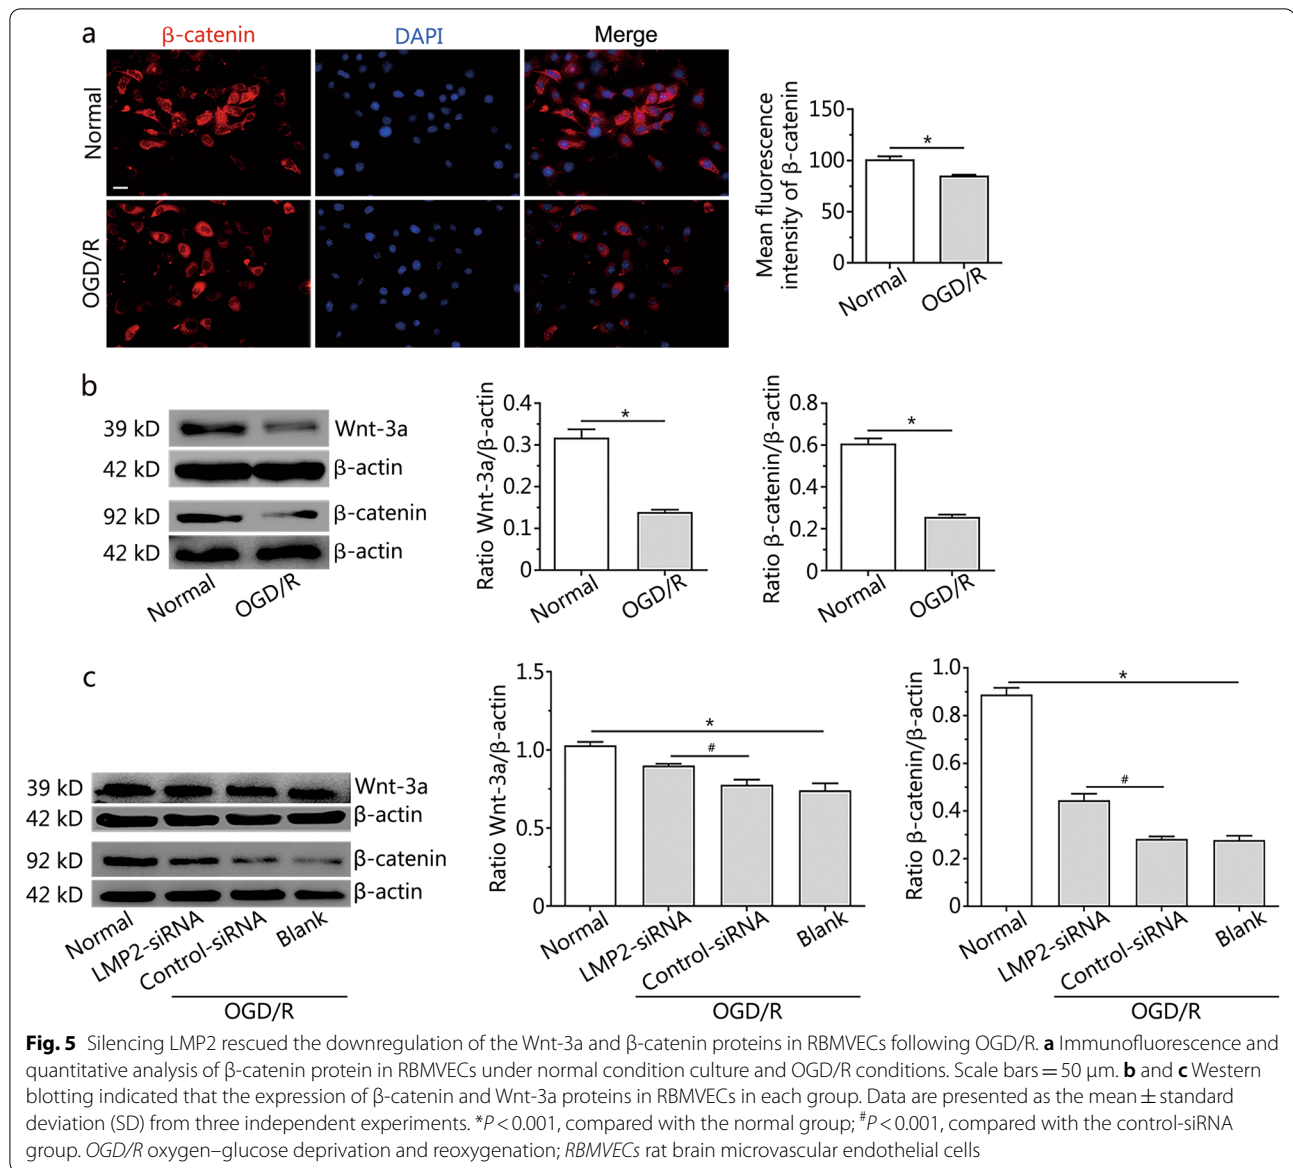 a
β-catenin DAPI Merge
Normal
OGD/R
Mean fluorescence
intensity of β-catenin
150
100
50
0
*
Normal OGD/R
b
39 kD Wnt-3a
42 kD β-actin
92 kD β-catenin
42 kD β-actin
Normal OGD/R
Ratio Wnt-3a/β-actin
0.4
0.3
0.2
0.1
0
*
Normal OGD/R
Ratio β-catenin/β-actin
0.8
0.6
0.4
0.2
0
*
Normal OGD/R
c
39 kD Wnt-3a
42 kD β-actin
92 kD β-catenin
42 kD β-actin
Normal LMP2-siRNA Control-siRNA Blank
OGD/R
Ratio Wnt-3a/β-actin
1.5
1.0
0.5
0
*
#
Normal LMP2-siRNA Control-siRNA Blank
OGD/R
Ratio β-catenin/β-actin
1.0
0.8
0.6
0.4
0.2
0
*
#
Normal LMP2-siRNA Control-siRNA Blank
OGD/R
Fig. 5 Silencing LMP2 rescued the downregulation of the Wnt-3a and β-catenin proteins in RBMVECs following OGD/R. a Immunofluorescence and
quantitative analysis of β-catenin protein in RBMVECs under normal condition culture and OGD/R conditions. Scale bars = 50 μm. b and c Western
blotting indicated that the expression of β-catenin and Wnt-3a proteins in RBMVECs in each group. Data are presented as the mean ± standard
deviation (SD) from three independent experiments. *P < 0.001, compared with the normal group; #P < 0.001, compared with the control-siRNA
group. OGD/R oxygen–glucose deprivation and reoxygenation; RBMVECs rat brain microvascular endothelial cells